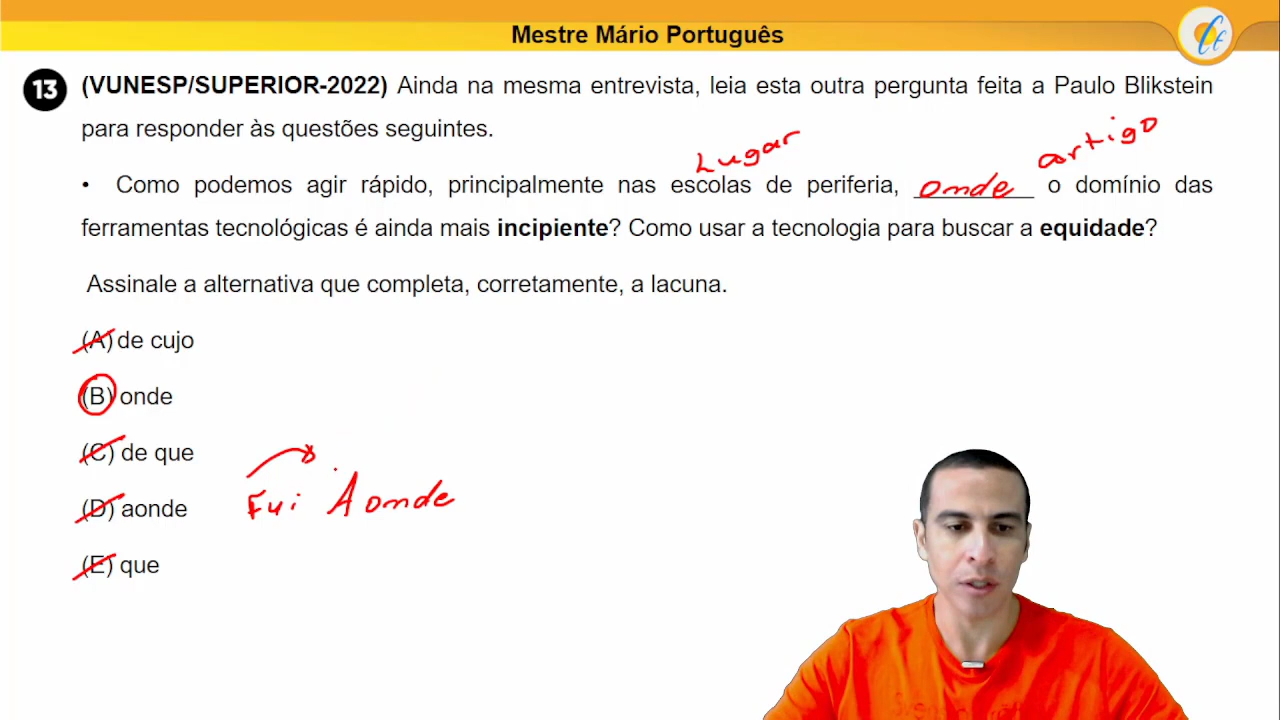 Mestre Mário Português
13 (VUNESP/SUPERIOR-2022) Ainda na mesma entrevista, leia esta outra pergunta feita a Paulo Blikstein
para responder às questões seguintes.
Lugar artigo
• Como podemos agir rápido, principalmente nas escolas de periferia, onde o domínio das
ferramentas tecnológicas é ainda mais incipiente? Como usar a tecnologia para buscar a equidade?
Assinale a alternativa que completa, corretamente, a lacuna.
(A) de cujo
(B) onde
(C) de que
(D) aonde Fui Aonde
(E) que